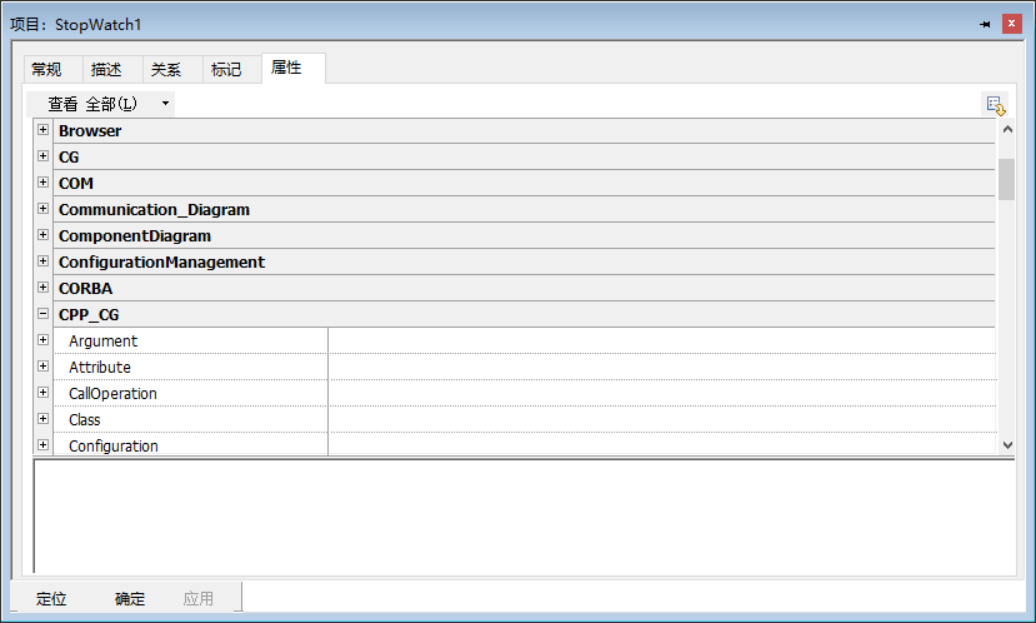 项目: StopWatch1
常规 描述 关系 标记 属性
查看 全部(L)
Browser
CG
COM
Communication_Diagram
ComponentDiagram
ConfigurationManagement
CORBA
CPP_CG
Argument
Attribute
CallOperation
Class
Configuration
定位 确定 应用